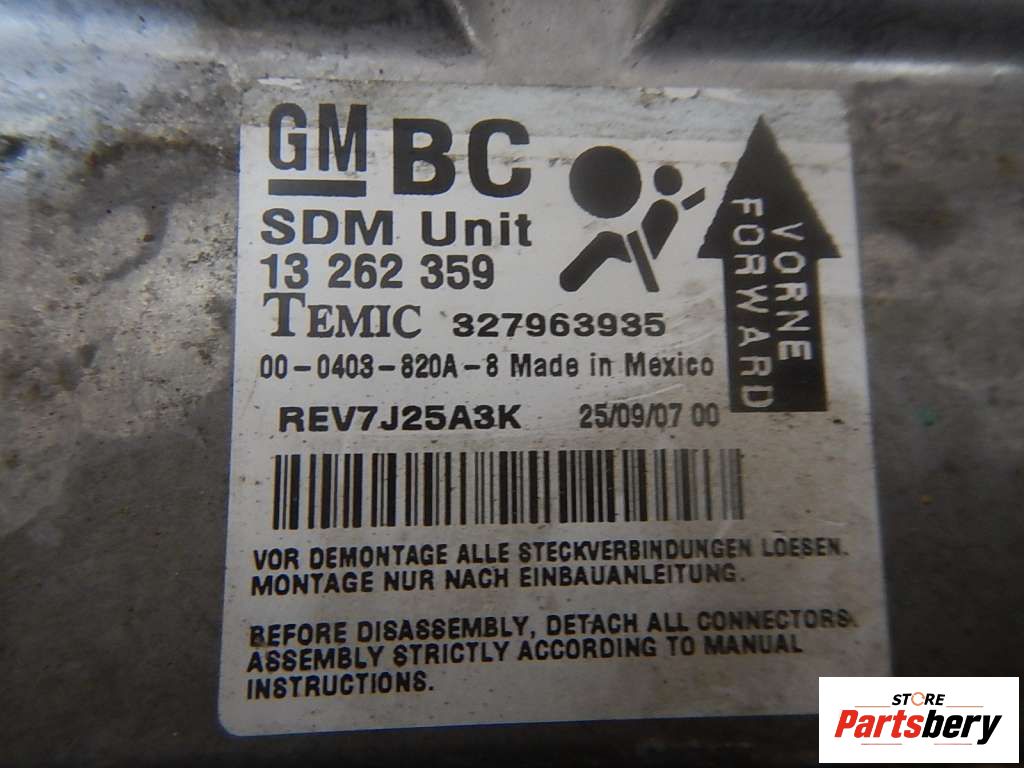 GM BC
SDM Unit
13 262 359
TEMIC 327963935
00-0403-820A-8 Made in Mexico
REV7J25A3K 25/09/07 00
VORNE
FORWARD
VOR DEMONTAGE ALLE STECKVERBINDUNGEN LOESEN.
MONTAGE NUR NACH EINBAUANLEITUNG.
BEFORE DISASSEMBLY, DETACH ALL CONNECTORS.
ASSEMBLY STRICTLY ACCORDING TO MANUAL
INSTRUCTIONS.
STORE
Partsbery